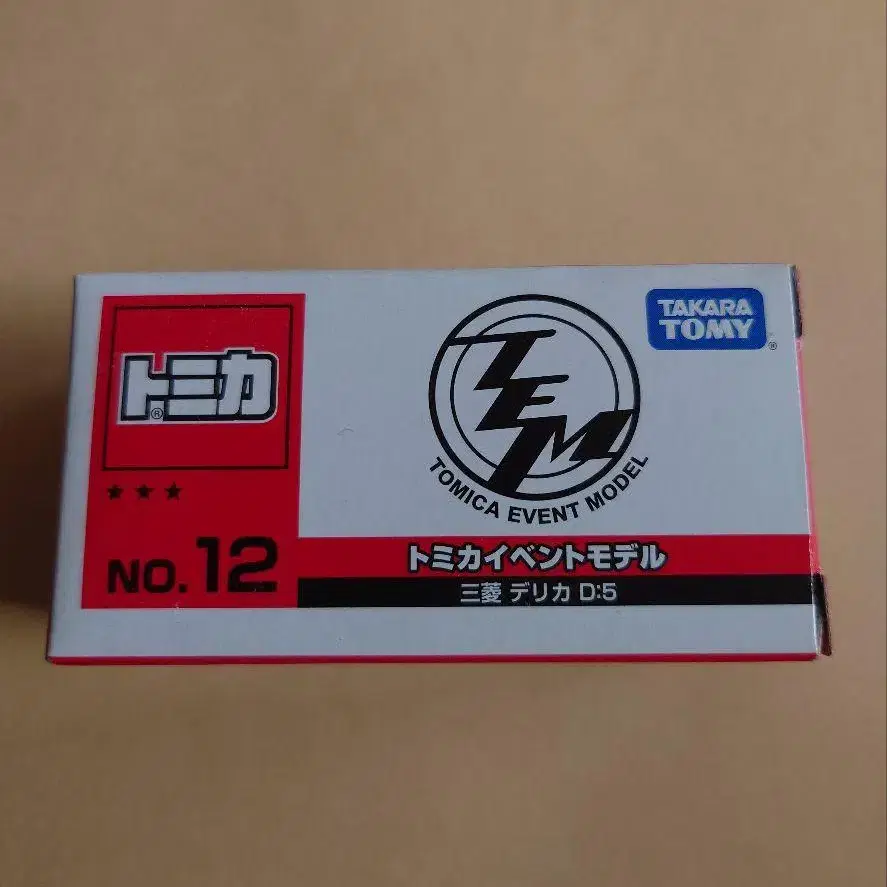 トミカ®
★★★
NO.12
TEM
TOMICA EVENT MODEL
TAKARA
TOMY®
トミカイベントモデル
三菱 デリカ D:5